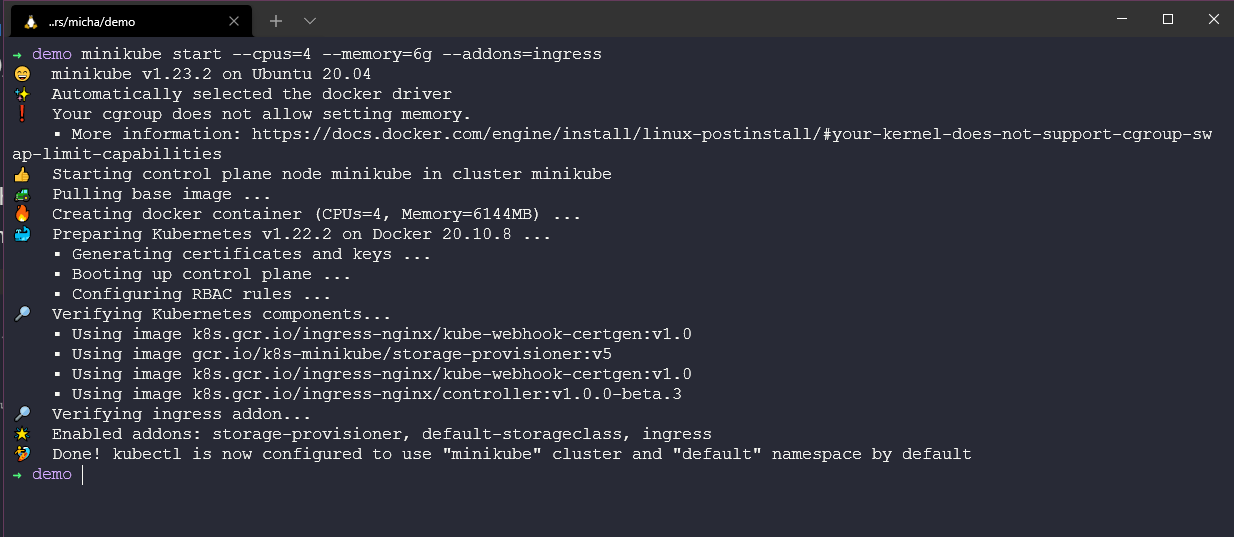 ..rs/micha/demo
→ demo minikube start --cpus=4 --memory=6g --addons=ingress
😄 minikube v1.23.2 on Ubuntu 20.04
✨ Automatically selected the docker driver
❗ Your cgroup does not allow setting memory.
▪ More information: https://docs.docker.com/engine/install/linux-postinstall/#your-kernel-does-not-support-cgroup-sw
ap-limit-capabilities
👍 Starting control plane node minikube in cluster minikube
🚜 Pulling base image ...
🔥 Creating docker container (CPUs=4, Memory=6144MB) ...
🐳 Preparing Kubernetes v1.22.2 on Docker 20.10.8 ...
▪ Generating certificates and keys ...
▪ Booting up control plane ...
▪ Configuring RBAC rules ...
🔎 Verifying Kubernetes components...
▪ Using image k8s.gcr.io/ingress-nginx/kube-webhook-certgen:v1.0
▪ Using image gcr.io/k8s-minikube/storage-provisioner:v5
▪ Using image k8s.gcr.io/ingress-nginx/kube-webhook-certgen:v1.0
▪ Using image k8s.gcr.io/ingress-nginx/controller:v1.0.0-beta.3
🔎 Verifying ingress addon...
🌟 Enabled addons: storage-provisioner, default-storageclass, ingress
🏄 Done! kubectl is now configured to use "minikube" cluster and "default" namespace by default
→ demo